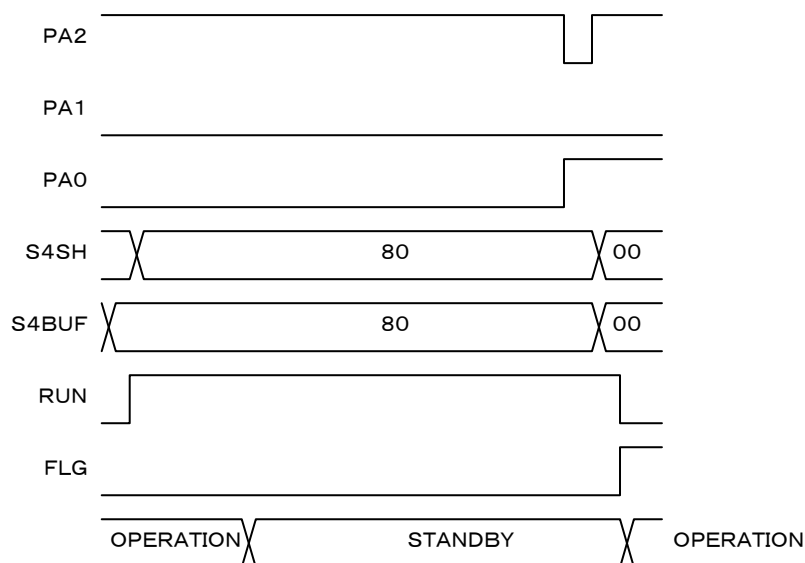 PA2
PA1
PA0
S4SH 80 00
S4BUF 80 00
RUN
FLG
OPERATION STANDBY OPERATION